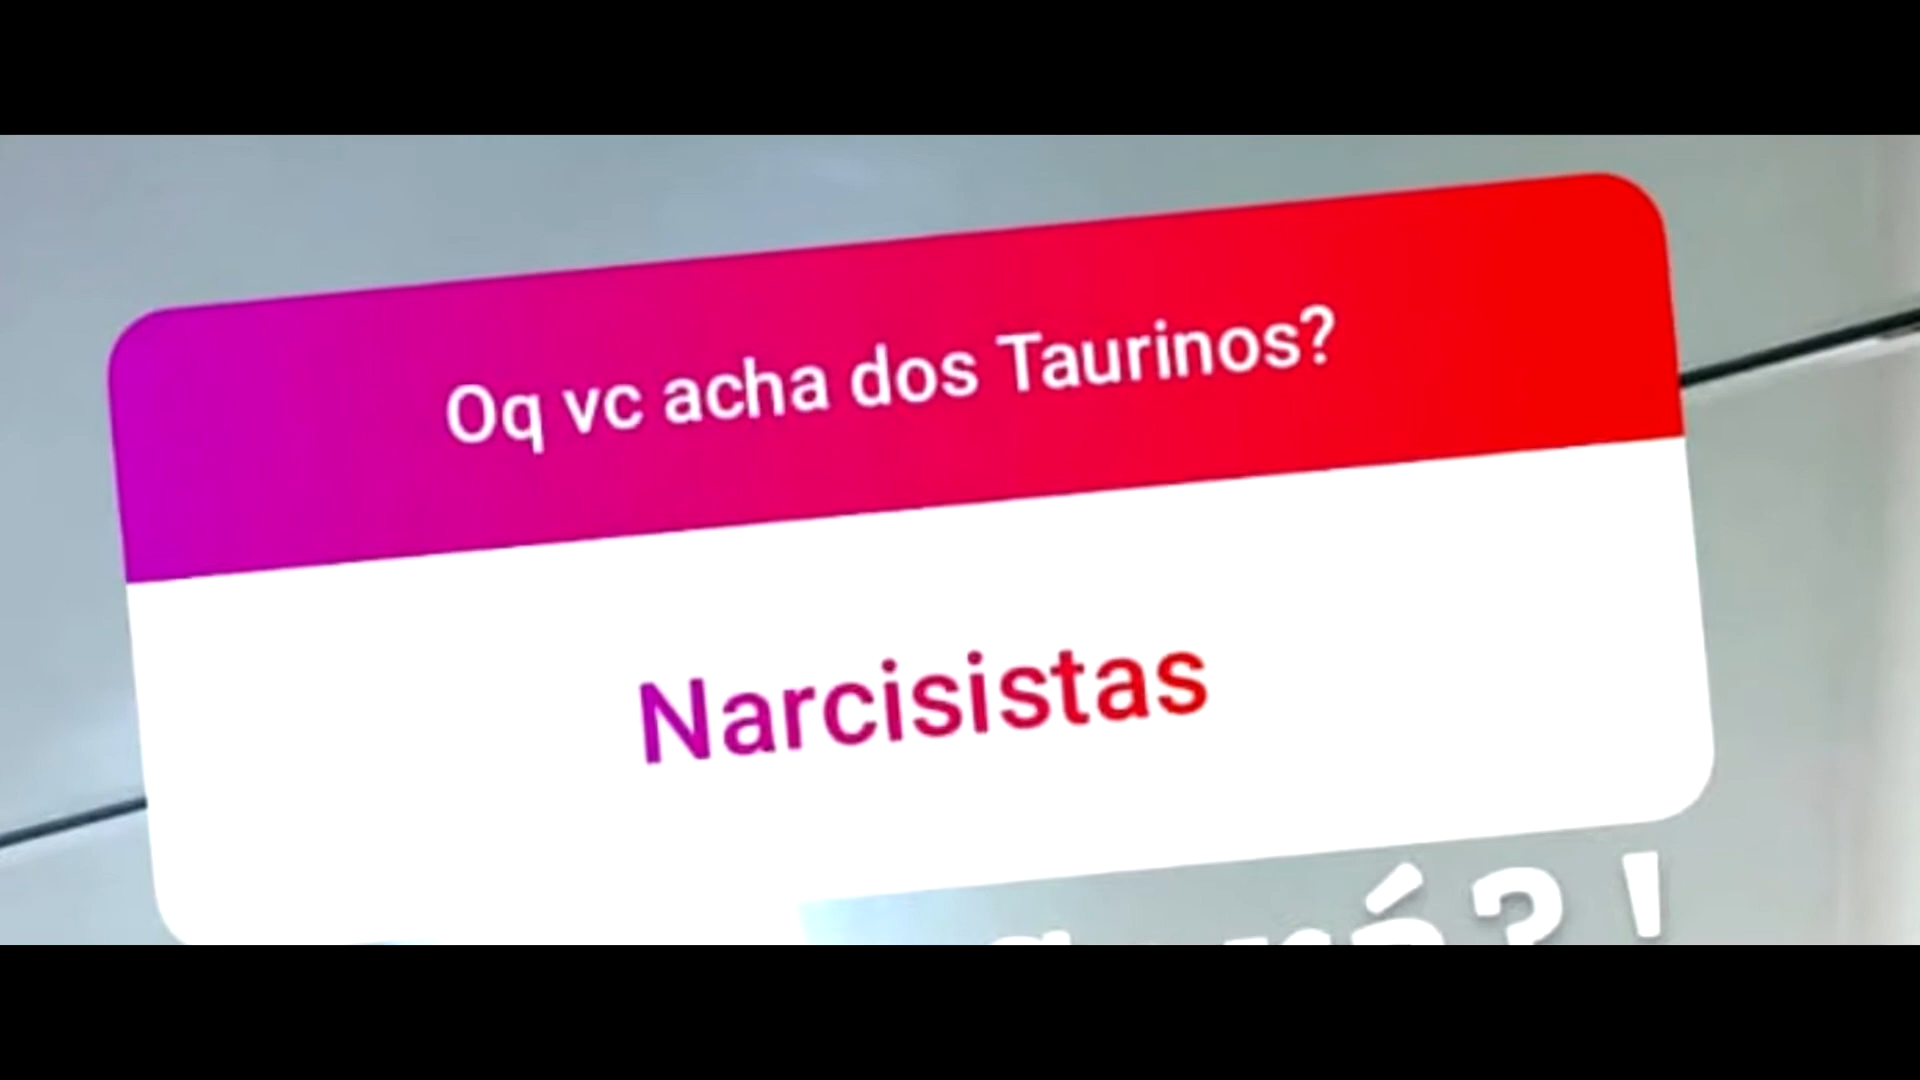 Oq vc acha dos Taurinos?
Narcisistas